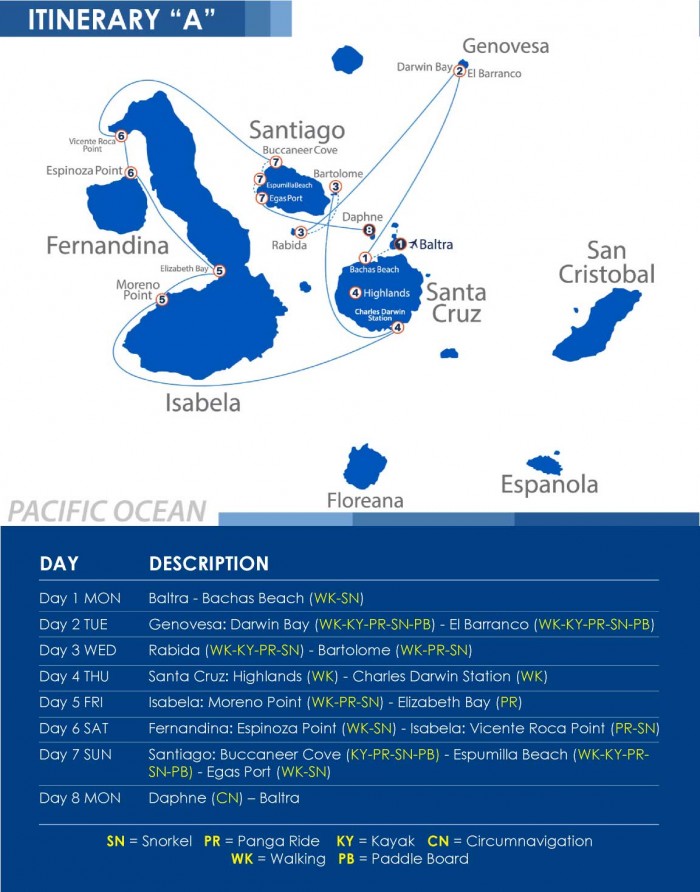 ITINERARY “A”
Genovesa
Darwin Bay
2
El Barranco
6
Vicente Roca
Point
Espinoza Point
6
Santiago
Buccaneer Cove
7
Bartolome
7
Espumilla Beach
3
7
Egas Port
Daphne
8
Rabida
3
1
Baltra
Fernandina
Elizabeth Bay
5
1
Bachas Beach
San
Cristobal
Moreno
Point
5
4
Highlands
Santa
Cruz
Charles Darwin
Station
4
Isabela
Floreana
Espanola
PACIFIC OCEAN
DAY DESCRIPTION
Day 1 MON Baltra - Bachas Beach (WK-SN)
Day 2 TUE Genovesa: Darwin Bay (WK-KY-PR-SN-PB) - El Barranco (WK-KY-PR-SN-PB)
Day 3 WED Rabida (WK-KY-PR-SN) - Bartolome (WK-PR-SN)
Day 4 THU Santa Cruz: Highlands (WK) - Charles Darwin Station (WK)
Day 5 FRI Isabela: Moreno Point (WK-PR-SN) - Elizabeth Bay (PR)
Day 6 SAT Fernandina: Espinoza Point (WK-SN) - Isabela: Vicente Roca Point (PR-SN)
Day 7 SUN Santiago: Buccaneer Cove (KY-PR-SN-PB) - Espumilla Beach (WK-KY-PR-
SN-PB) - Egas Port (WK-SN)
Day 8 MON Daphne (CN) – Baltra
SN = Snorkel PR = Panga Ride KY = Kayak CN = Circumnavigation
WK = Walking PB = Paddle Board